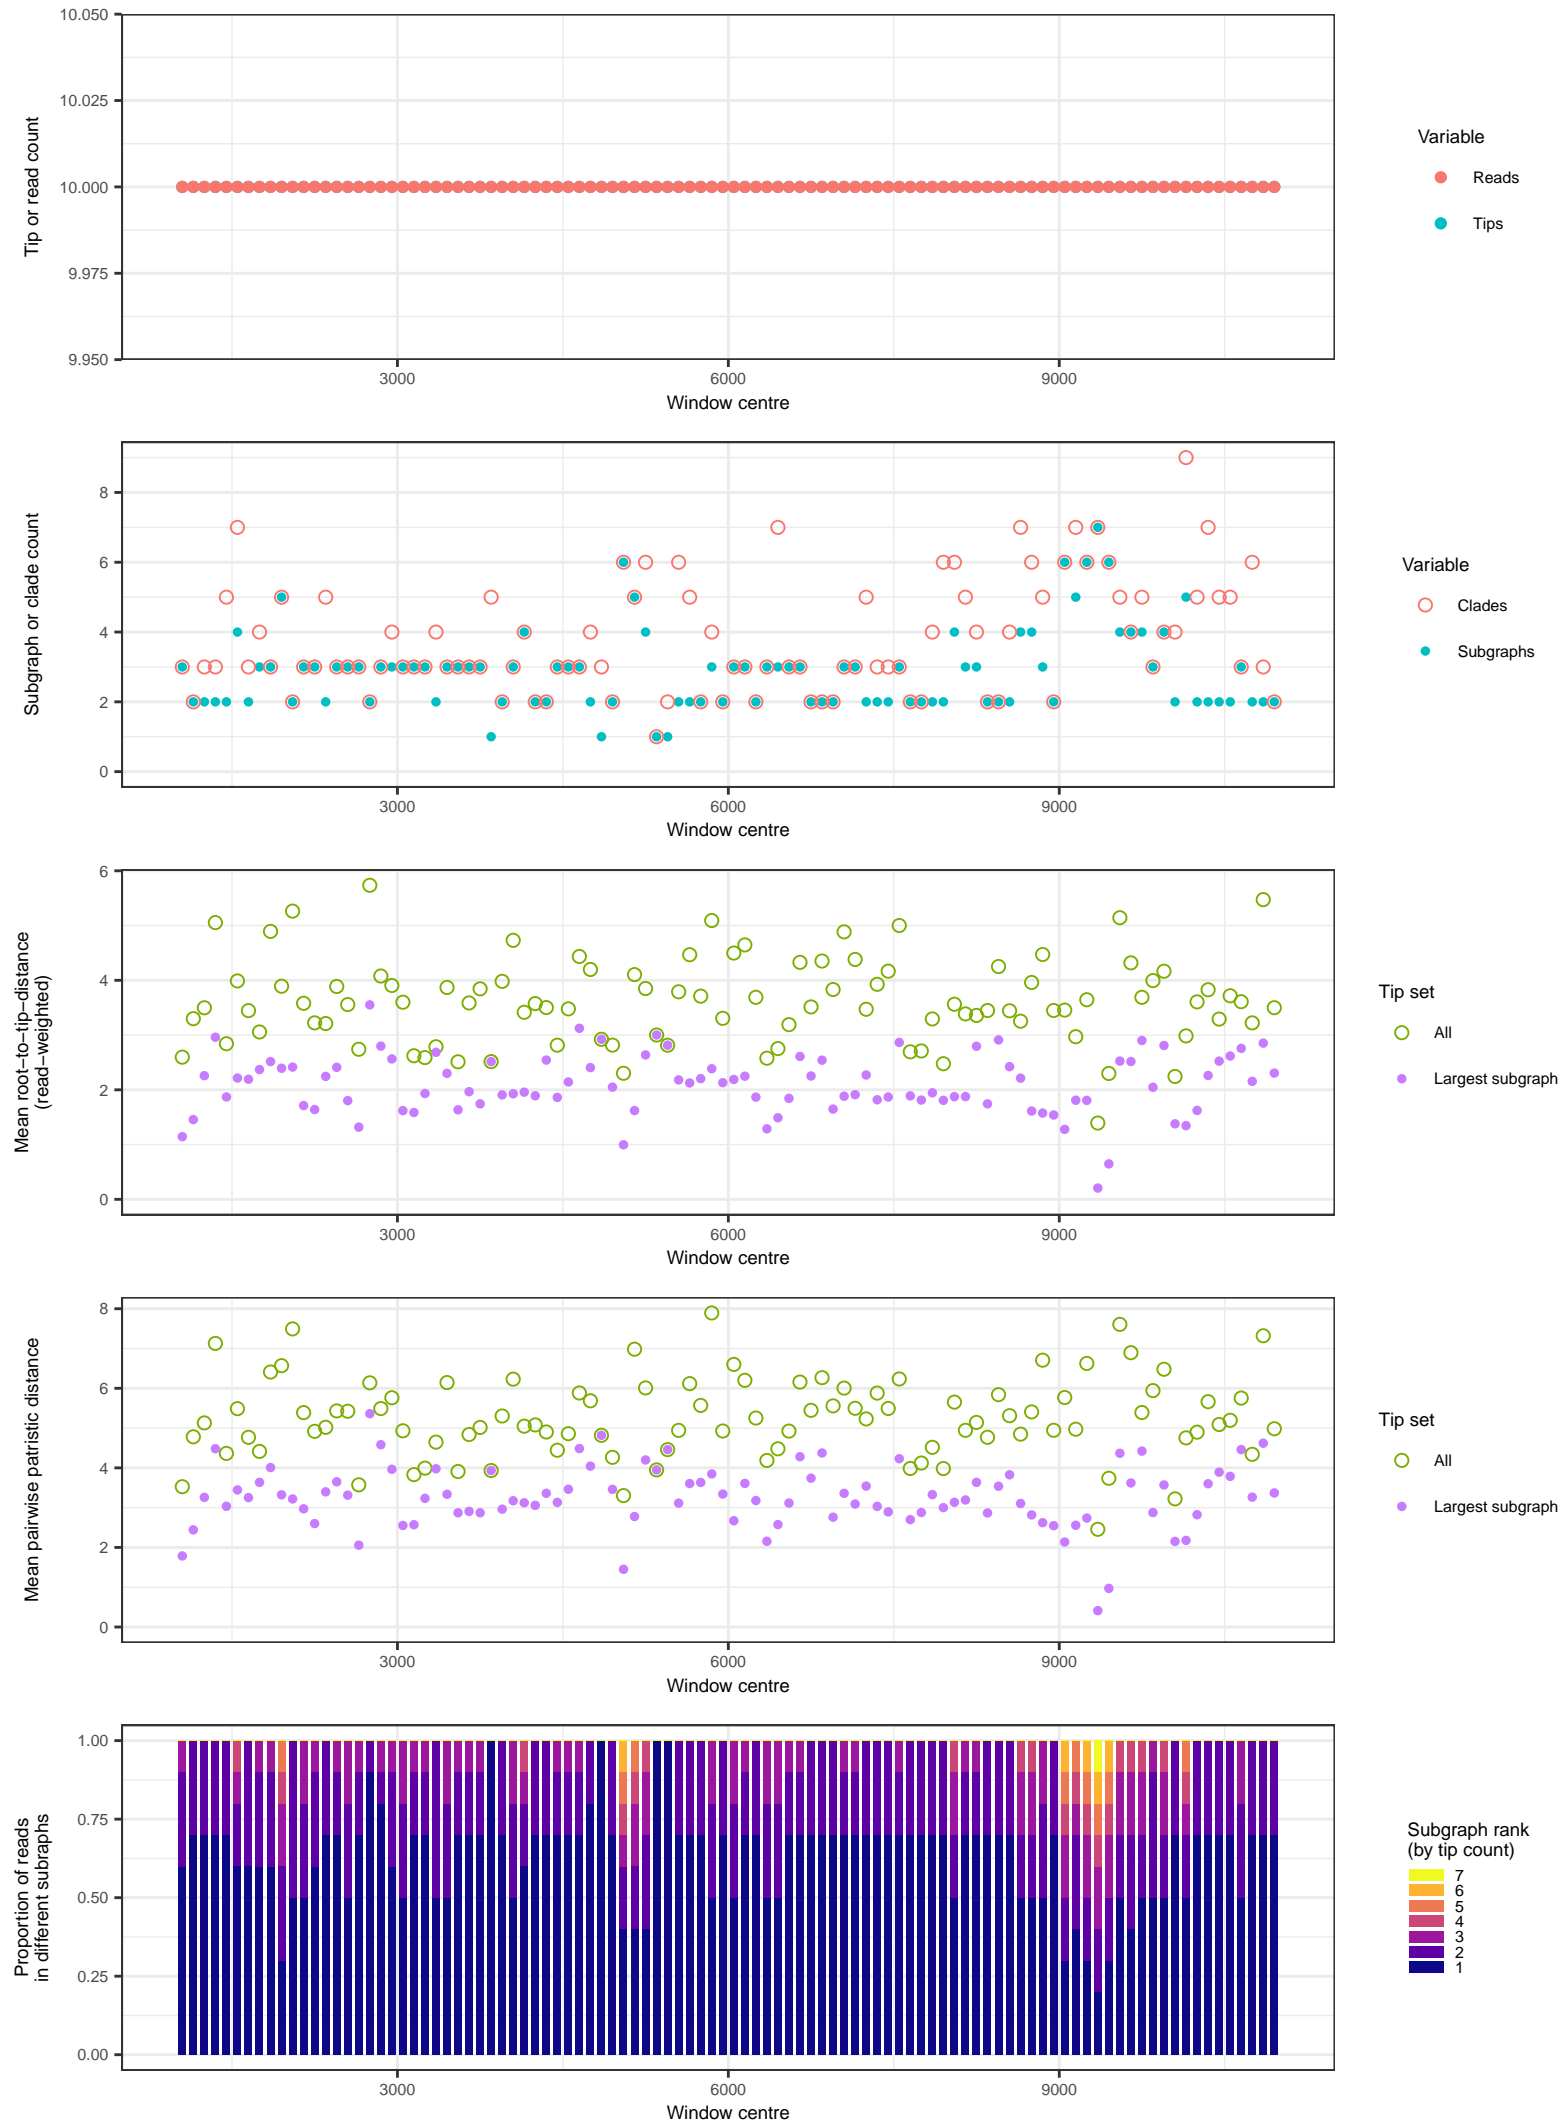 10.050
10.025
10.000
9.975
9.950
Tip or read count
3000 6000 9000
Window centre
Variable
Reads
Tips
8
6
4
2
0
Subgraph or clade count
3000 6000 9000
Window centre
Variable
Clades
Subgraphs
6
4
2
0
Mean root−to−tip−distance
(read−weighted)
3000 6000 9000
Window centre
Tip set
All
Largest subgraph
8
6
4
2
0
Mean pairwise patristic distance
3000 6000 9000
Window centre
Tip set
All
Largest subgraph
1.00
0.75
0.50
0.25
0.00
Proportion of reads
in different subraphs
3000 6000 9000
Window centre
Subgraph rank
(by tip count)
7
6
5
4
3
2
1